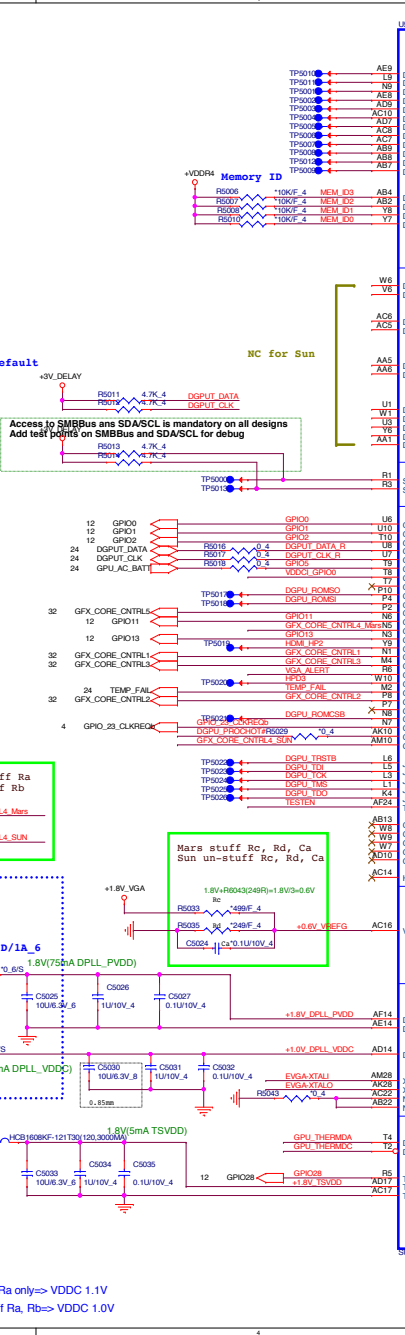 TP5010 AE9
TP5011 L9
TP5001 N9
TP5002 AE8
TP5003 AD9
TP5004 AC10
TP5005 AD7
TP5006 AC8
TP5007 AC7
TP5008 AB9
TP5012 AB8
TP5009 AB7
+VDDR4 Memory ID
R5006 *10K/F_4 MEM_ID3 AB4
R5007 *10K/F_4 MEM_ID2 AB2
R5008 *10K/F_4 MEM_ID1 Y8
R5010 *10K/F_4 MEM_ID0 Y7
W6
V6
AC6
AC5
NC for Sun
efault
AA5
AA6
+3V_DELAY
R5011 4.7K_4 DGPUT_DATA
DGPUT_CLK
U1
W1
U3
Y6
AA1
Access to SMBBus ans SDA/SCL is mandatory on all designs
Add test points on SMBBus and SDA/SCL for debug
R5013 4.7K_4
R5014 4.7K_4
TP5000 R1
TP5013 R3
12 GPIO0 GPIO0 U6
12 GPIO1 GPIO1 U10
12 GPIO2 GPIO2 T10
24 DGPUT_DATA R5016 0_4 DGPUT_DATA_R U8
24 DGPUT_CLK R5017 0_4 DGPUT_CLK_R U7
24 GPU_AC_BATT R5018 0_4 GPIO5 T9
VDDCI_GPIO0 T8
T7
TP5017 DGPU_ROMSO P10
TP5018 DGPU_ROMSI P4
P2
32 GFX_CORE_CNTRL5
12 GPIO11 GPIO11 N6
GFX_CORE_CNTRL4_Mars N5
12 GPIO13 GPIO13 N3
TP5019 HDMI_HP2 Y9
32 GFX_CORE_CNTRL1 GFX_CORE_CNTRL1 N1
32 GFX_CORE_CNTRL3 GFX_CORE_CNTRL3 M4
VGA_ALERT R6
TP5020 HPD3 W10
24 TEMP_FAIL TEMP_FAIL M2
32 GFX_CORE_CNTRL2 GFX_CORE_CNTRL2 P8
P7
TP5021 DGPU_ROMCSB N8
4 GPIO_23_CLKREQb GPIO_23_CLKREQb N7
DGPU_PROCHOT# R5029 *0_4 AK10
GFX_CORE_CNTRL4_SUN AM10
TP5022 DGPU_TRSTB L6
TP5023 DGPU_TDI L5
TP5024 DGPU_TCK L3
TP5025 DGPU_TMS L1
TP5026 DGPU_TDO K4
TESTEN AF24
ff Ra
f Rb
L4_Mars
L4_SUN
AB13
W8
W9
W7
AD10
AC14
Mars stuff Rc, Rd, Ca
Sun un-stuff Rc, Rd, Ca
+1.8V_VGA 1.8V+R6043(249R)=1.8V/3=0.6V
Rc
R5033 *499/F_4
Rd
R5035 *249/F_4 +0.6V_VREFG AC16
Ca
C5024 *0.1U/10V_4
D/1A_6
1.8V(75mA DPLL_PVDD)
*0_6/S
C5025 10U/6.3V_6
C5026 1U/10V_4
C5027 0.1U/10V_4
+1.8V_DPLL_PVDD AF14
AE14
/S
+1.0V_DPLL_VDDC AD14
mA DPLL_VDDC)
C5030 10U/6.3V_8
C5031 1U/10V_4
C5032 0.1U/10V_4
0.85mm
EVGA-XTALI AM28
EVGA-XTALO AK28
R5043 *0_4 AC22
AB22
1.8V(5mA TSVDD)
HCB1608KF-121T30(120,3000MA)
GPU_THERMDA T4
GPU_THERMDC T2
C5033 10U/6.3V_6
C5034 1U/10V_4
C5035 0.1U/10V_4
12 GPIO28 GPIO28 R5
+1.8V_TSVDD AD17
AC17
Ra only=> VDDC 1.1V
f Ra, Rb=> VDDC 1.0V
4